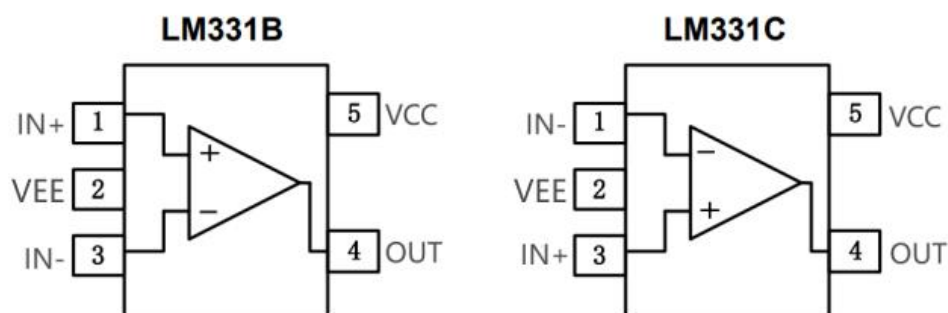 LM331B
LM331C
IN+ 1
5 VCC
+
VEE 2
−
IN- 3
4 OUT
IN- 1
5 VCC
−
VEE 2
+
IN+ 3
4 OUT